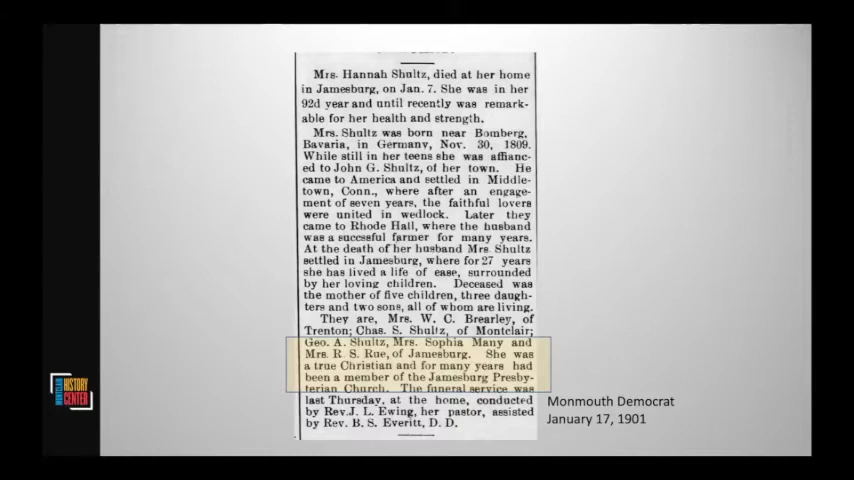 Mrs. Hannah Shultz, died at her home
in Jamesburg, on Jan. 7. She was in her
92d year and until recently was remark-
able for her health and strength.
Mrs. Shultz was born near Bomberg,
Bavaria, in Germany, Nov. 30, 1809.
While still in her teens she was affianc-
ed to John G. Shultz, of her town. He
came to America and settled in Middle-
town, Conn., where after an engage-
ment of seven years, the faithful lovers
were united in wedlock. Later they
came to Rhode Hall, where the husband
was a successful farmer for many years.
At the death of her husband Mrs. Shultz
settled in Jamesburg, where for 27 years
she has lived a life of ease, surrounded
by her loving children. Deceased was
the mother of five children, three daugh-
ters and two sons, all of whom are living.
They are, Mrs. W. C. Brearley, of
Trenton; Chas. S. Shultz, of Montclair;
Geo. A. Shultz, Mrs. Sophia Many and
Mrs. R. S. Rue, of Jamesburg. She was
a true Christian and for many years had
been a member of the Jamesburg Presby-
terian Church. The funeral service was
last Thursday, at the home, conducted
by Rev. J. L. Ewing, her pastor, assisted
by Rev. B. S. Everitt, D. D.
Monmouth Democrat
January 17, 1901
MONTCLAIR
HISTORY
CENTER